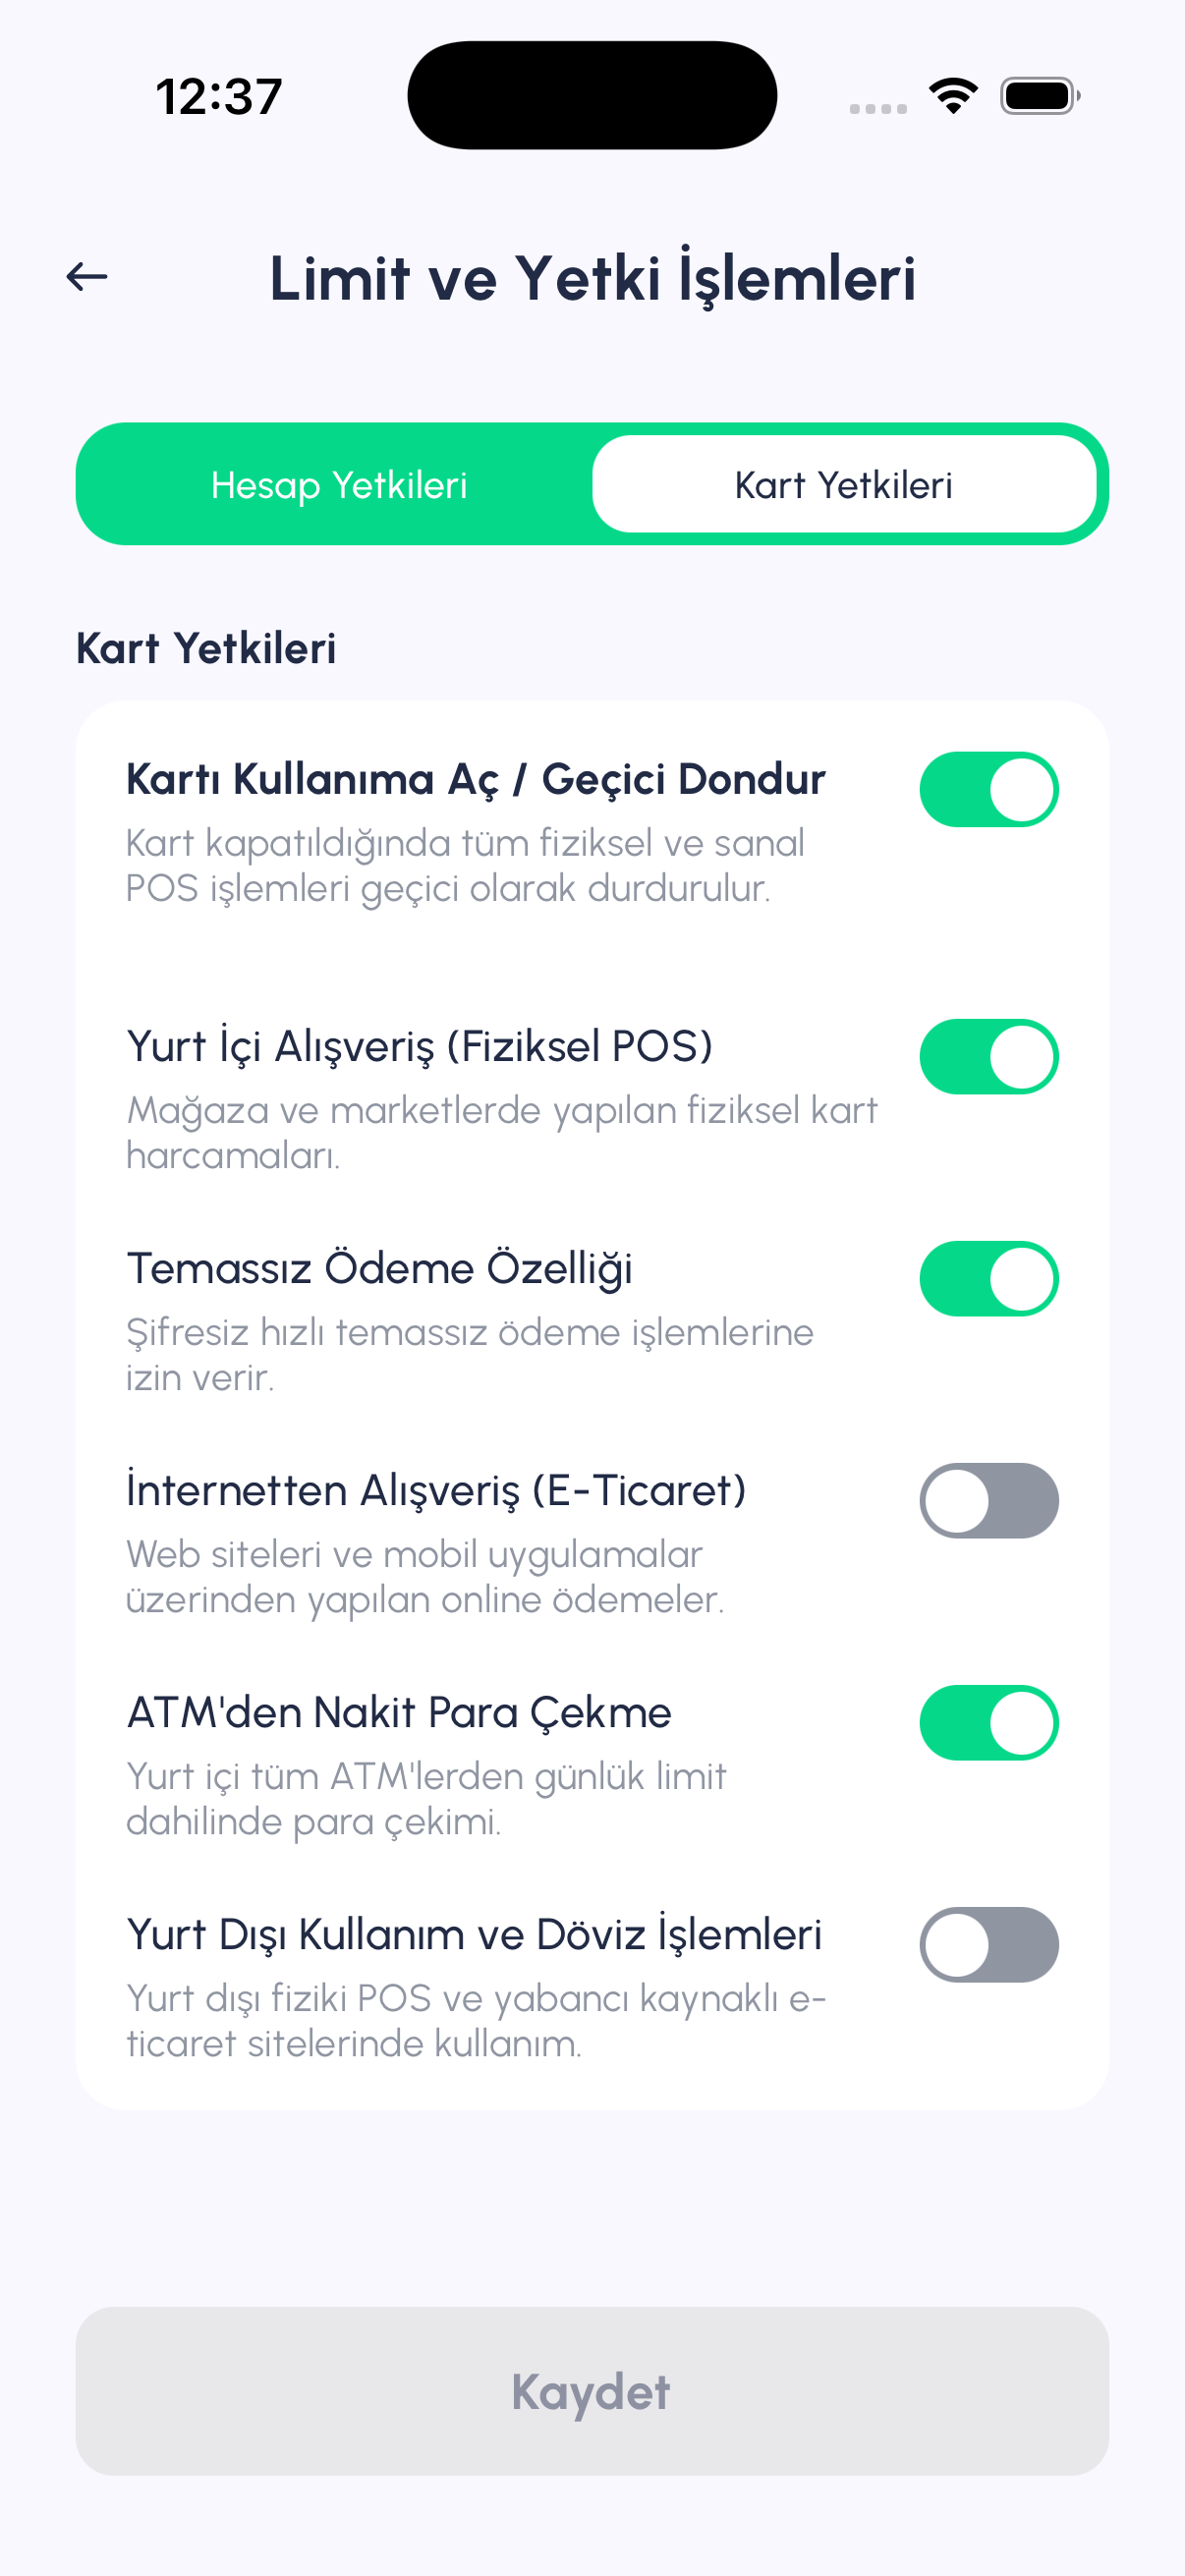 12:37
Limit ve Yetki İşlemleri
Hesap Yetkileri
Kart Yetkileri
Kart Yetkileri
Kartı Kullanıma Aç / Geçici Dondur
Kart kapatıldığında tüm fiziksel ve sanal
POS işlemleri geçici olarak durdurulur.
Yurt İçi Alışveriş (Fiziksel POS)
Mağaza ve marketlerde yapılan fiziksel kart
harcamaları.
Temassız Ödeme Özelliği
Şifresiz hızlı temassız ödeme işlemlerine
izin verir.
İnternetten Alışveriş (E-Ticaret)
Web siteleri ve mobil uygulamalar
üzerinden yapılan online ödemeler.
ATM'den Nakit Para Çekme
Yurt içi tüm ATM'lerden günlük limit
dahilinde para çekimi.
Yurt Dışı Kullanım ve Döviz İşlemleri
Yurt dışı fiziki POS ve yabancı kaynaklı e-
ticaret sitelerinde kullanım.
Kaydet